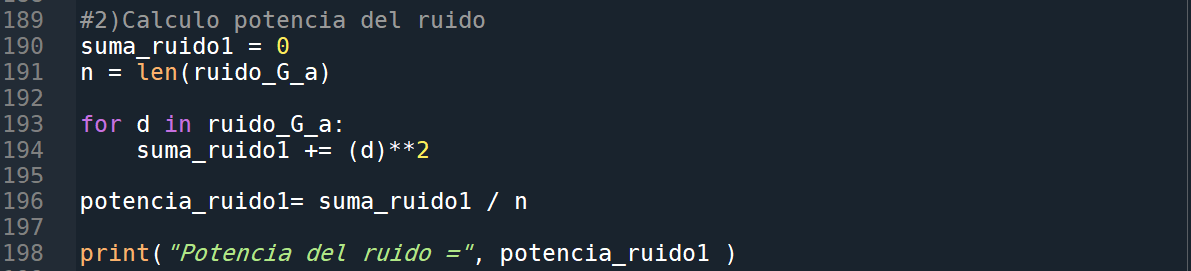 189 #2)Calculo potencia del ruido
190 suma_ruido1 = 0
191 n = len(ruido_G_a)
192
193 for d in ruido_G_a:
194     suma_ruido1 += (d)**2
195
196 potencia_ruido1= suma_ruido1 / n
197
198 print("Potencia del ruido =", potencia_ruido1 )